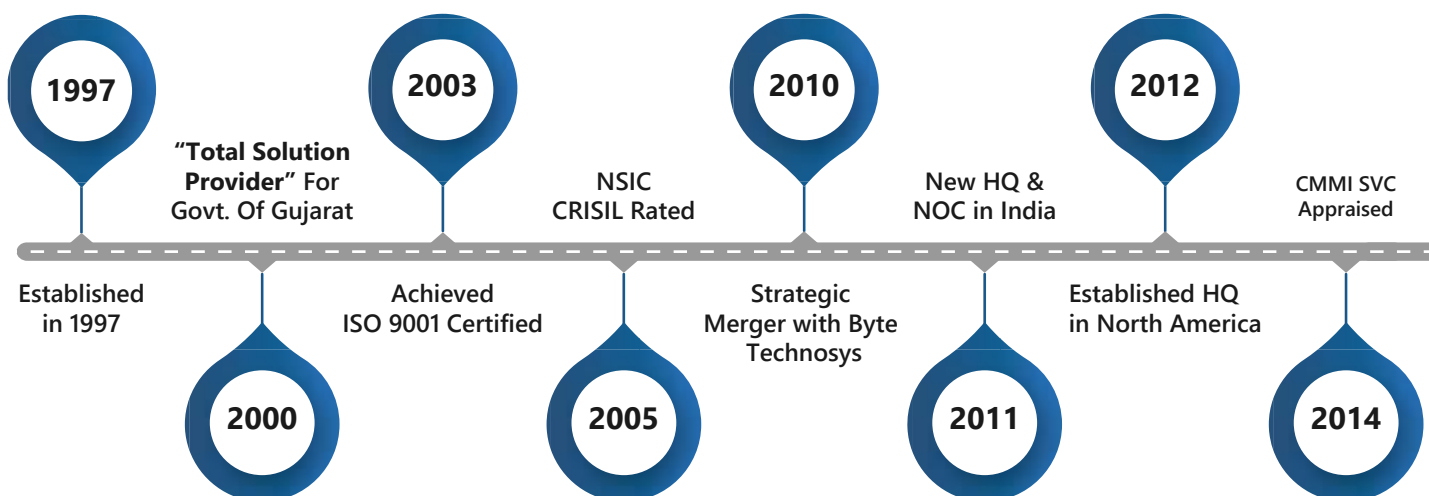 1997
Established
in 1997
“Total Solution
Provider” For
Govt. Of Gujarat
2000
2003
Achieved
ISO 9001 Certified
NSIC
CRISIL Rated
2005
2010
Strategic
Merger with Byte
Technosys
New HQ &
NOC in India
2011
2012
Established HQ
in North America
CMMI SVC
Appraised
2014